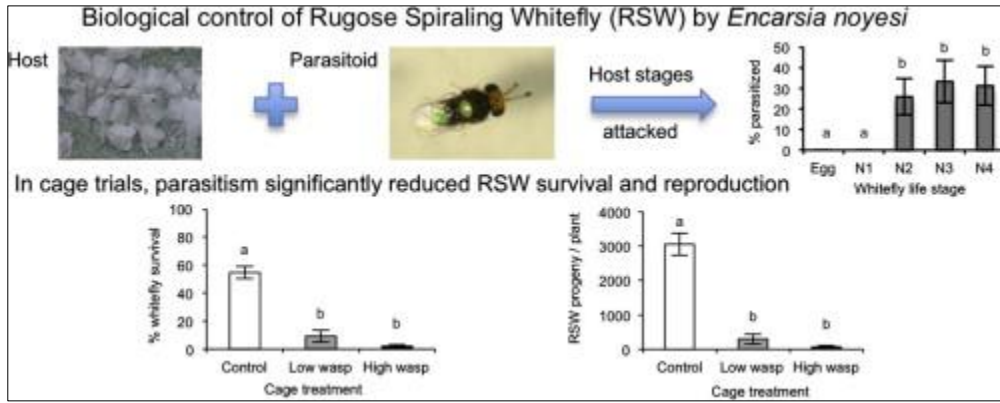 Biological control of Rugose Spiraling Whitefly (RSW) by Encarsia noyesi
Host
Parasitoid
Host stages
attacked
% parasitized
50
40
30
20
10
0
a
a
b
b
b
Egg N1 N2 N3 N4
Whitefly life stage
In cage trials, parasitism significantly reduced RSW survival and reproduction
% whitefly survival
100
80
60
40
20
0
a
b
b
Control Low wasp High wasp
Cage treatment
RSW progeny / plant
4000
3000
2000
1000
0
a
b
b
Control Low wasp High wasp
Cage treatment